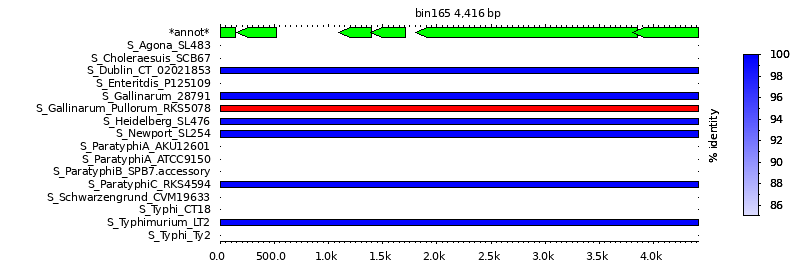 bin165 4,416 bp
*annot*
S_Agona_SL483
S_Choleraesuis_SCB67
S_Dublin_CT_02021853
S_Enteritidis_P125109
S_Gallinarum_28791
S_Gallinarum_Pullorum_RKS5078
S_Heidelberg_SL476
S_Newport_SL254
S_ParatyphiA_AKU12601
S_ParatyphiA_ATCC9150
S_ParatyphiB_SPB7.accessory
S_ParatyphiC_RKS4594
S_Schwarzengrund_CVM19633
S_Typhi_CT18
S_Typhimurium_LT2
S_Typhi_Ty2
0.0 500.0 1.0k 1.5k 2.0k 2.5k 3.0k 3.5k 4.0k
% identity
100
98
96
94
92
90
88
86